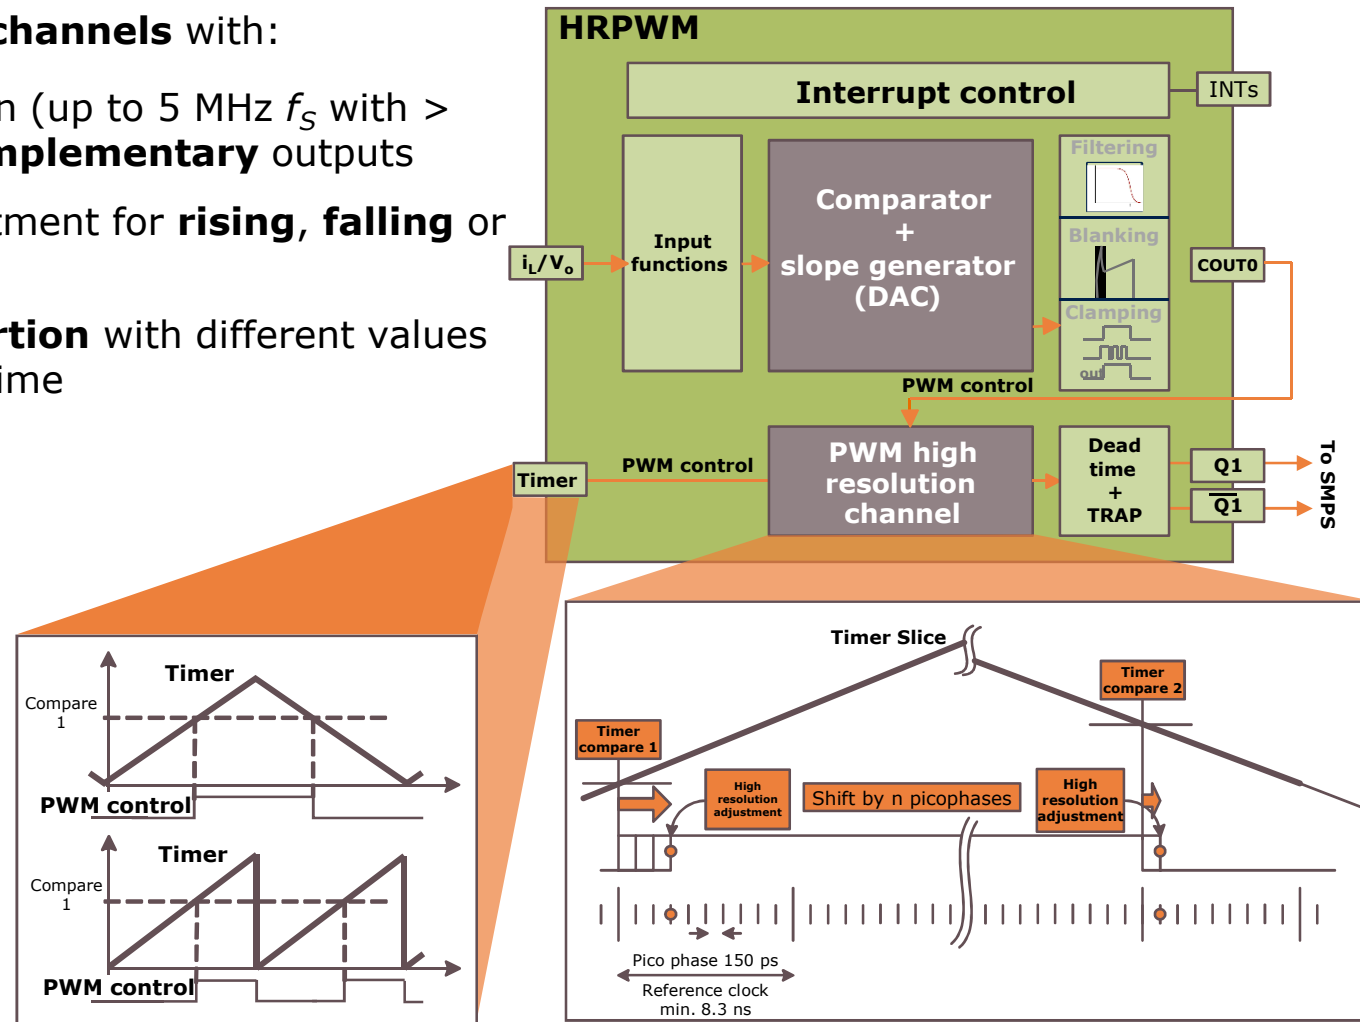 channels with:
n (up to 5 MHz fS with >
mplementary outputs
tment for rising, falling or
rtion with different values
ime
HRPWM
Interrupt control
INTs
Input
functions
Comparator
+
slope generator
(DAC)
Filtering
Blanking
Clamping
out
iL/Vo
COUT0
PWM control
PWM control
Timer
PWM high
resolution
channel
Dead
time
+
TRAP
Q1
Q1
To SMPS
Timer
Compare
1
PWM control
Timer
Compare
1
PWM control
Timer Slice
Timer
compare 1
Timer
compare 2
High
resolution
adjustment
Shift by n picophases
High
resolution
adjustment
Pico phase 150 ps
Reference clock
min. 8.3 ns